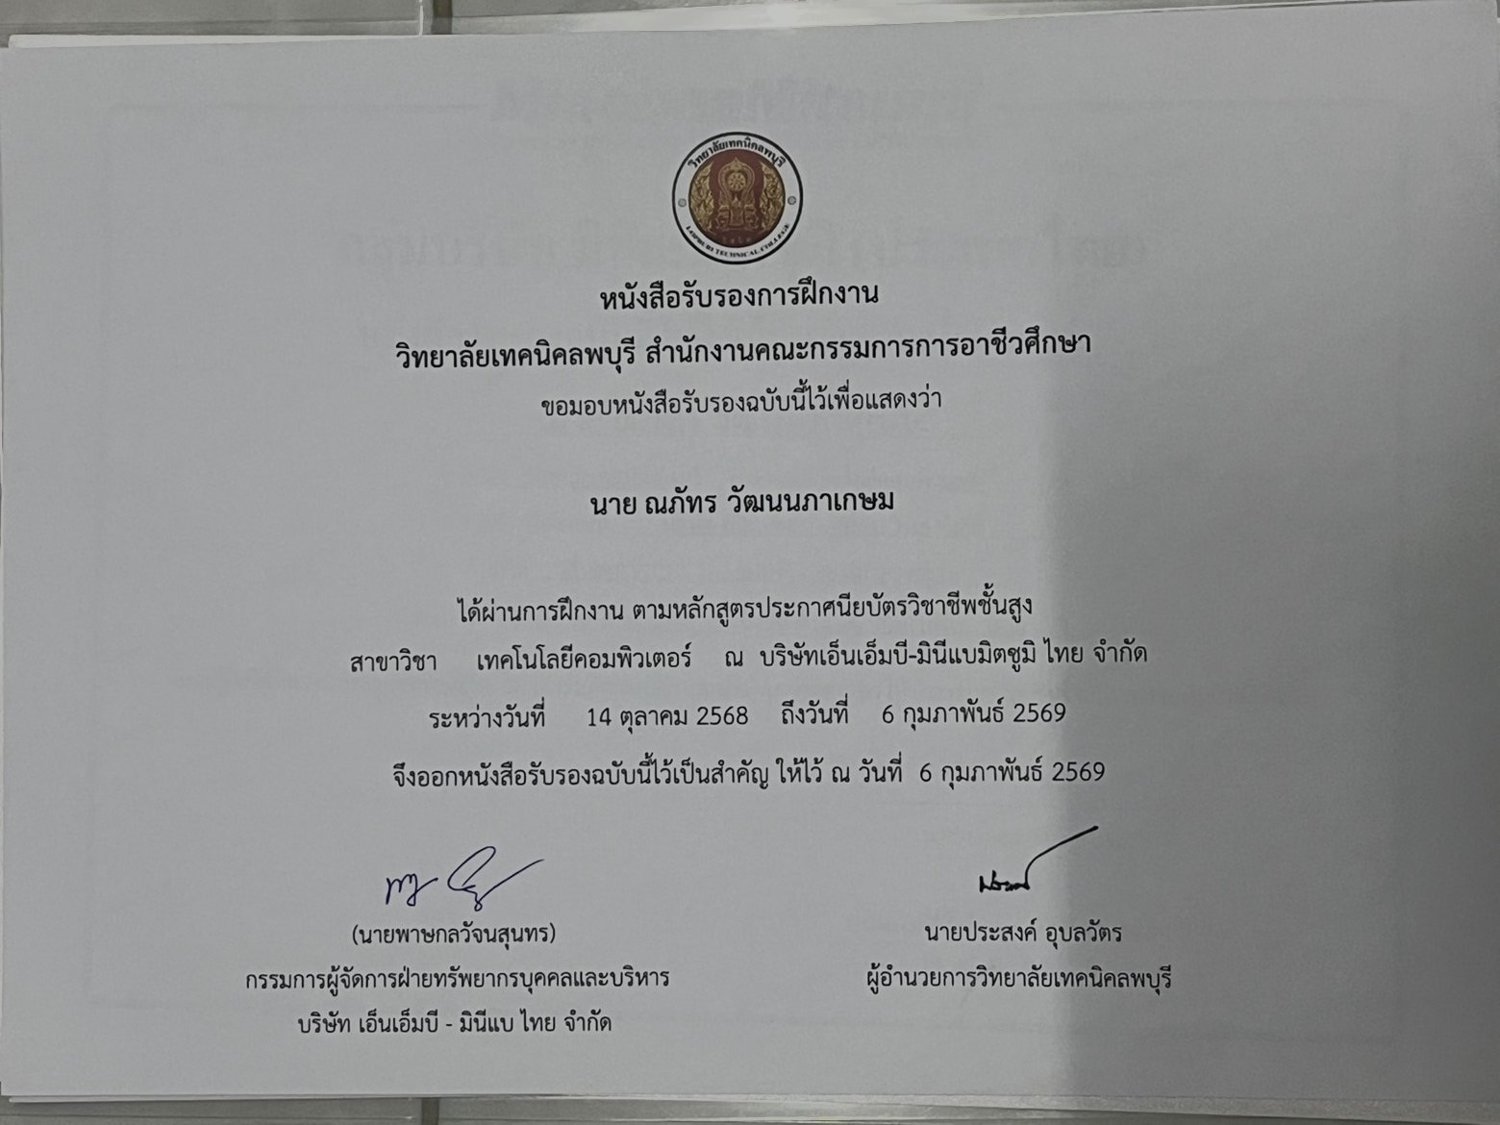 วิทยาลัยเทคนิคลพบุรี
LOPBURI TECHNICAL COLLEGE
หนังสือรับรองการฝึกงาน
วิทยาลัยเทคนิคลพบุรี สำนักงานคณะกรรมการการอาชีวศึกษา
ขอมอบหนังสือรับรองฉบับนี้ไว้เพื่อแสดงว่า
นาย ณภัทร วัฒนนภาเกษม
ได้ผ่านการฝึกงาน ตามหลักสูตรประกาศนียบัตรวิชาชีพชั้นสูง
สาขาวิชา เทคโนโลยีคอมพิวเตอร์ ณ บริษัทเอ็นเอ็มบี-มินีแบมิตซูมิ ไทย จำกัด
ระหว่างวันที่ 14 ตุลาคม 2568 ถึงวันที่ 6 กุมภาพันธ์ 2569
จึงออกหนังสือรับรองฉบับนี้ไว้เป็นสำคัญ ให้ไว้ ณ วันที่ 6 กุมภาพันธ์ 2569
(นายพาษกลวัจนสุนทร)
กรรมการผู้จัดการฝ่ายทรัพยากรบุคคลและบริหาร
บริษัท เอ็นเอ็มบี - มินีแบ ไทย จำกัด
นายประสงค์ อุบลวัตร
ผู้อำนวยการวิทยาลัยเทคนิคลพบุรี